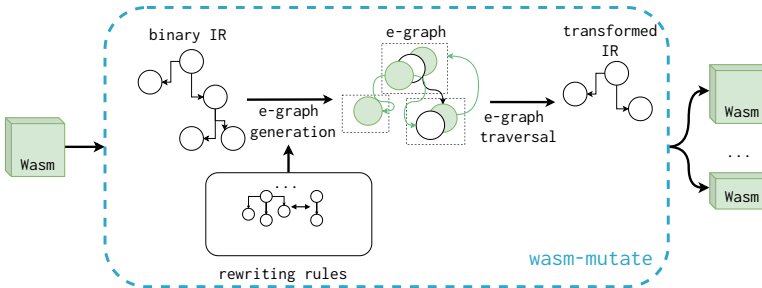 binary IR
e-graph
transformed
IR
e-graph
generation
e-graph
traversal
Wasm
Wasm
...
Wasm
...
rewriting rules
wasm-mutate